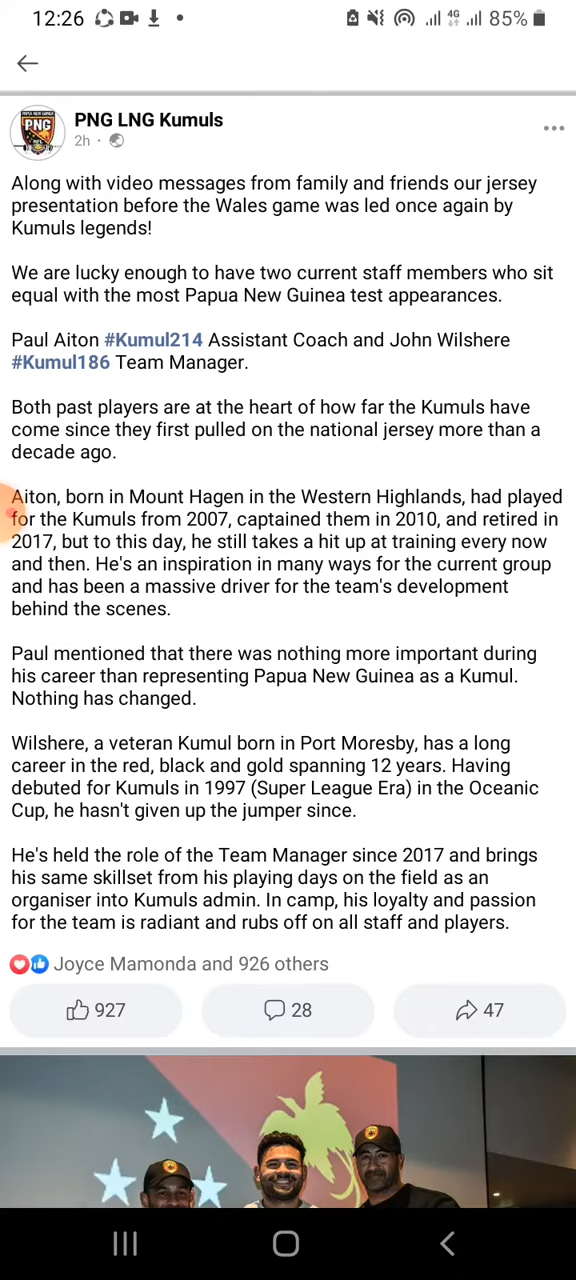 12:26
4G
85%
PNG LNG Kumuls
2h
Along with video messages from family and friends our jersey
presentation before the Wales game was led once again by
Kumuls legends!
We are lucky enough to have two current staff members who sit
equal with the most Papua New Guinea test appearances.
Paul Aiton #Kumul214 Assistant Coach and John Wilshere
#Kumul186 Team Manager.
Both past players are at the heart of how far the Kumuls have
come since they first pulled on the national jersey more than a
decade ago.
Aiton, born in Mount Hagen in the Western Highlands, had played
for the Kumuls from 2007, captained them in 2010, and retired in
2017, but to this day, he still takes a hit up at training every now
and then. He's an inspiration in many ways for the current group
and has been a massive driver for the team's development
behind the scenes.
Paul mentioned that there was nothing more important during
his career than representing Papua New Guinea as a Kumul.
Nothing has changed.
Wilshere, a veteran Kumul born in Port Moresby, has a long
career in the red, black and gold spanning 12 years. Having
debuted for Kumuls in 1997 (Super League Era) in the Oceanic
Cup, he hasn't given up the jumper since.
He's held the role of the Team Manager since 2017 and brings
his same skillset from his playing days on the field as an
organiser into Kumuls admin. In camp, his loyalty and passion
for the team is radiant and rubs off on all staff and players.
Joyce Mamonda and 926 others
927
28
47
PNG